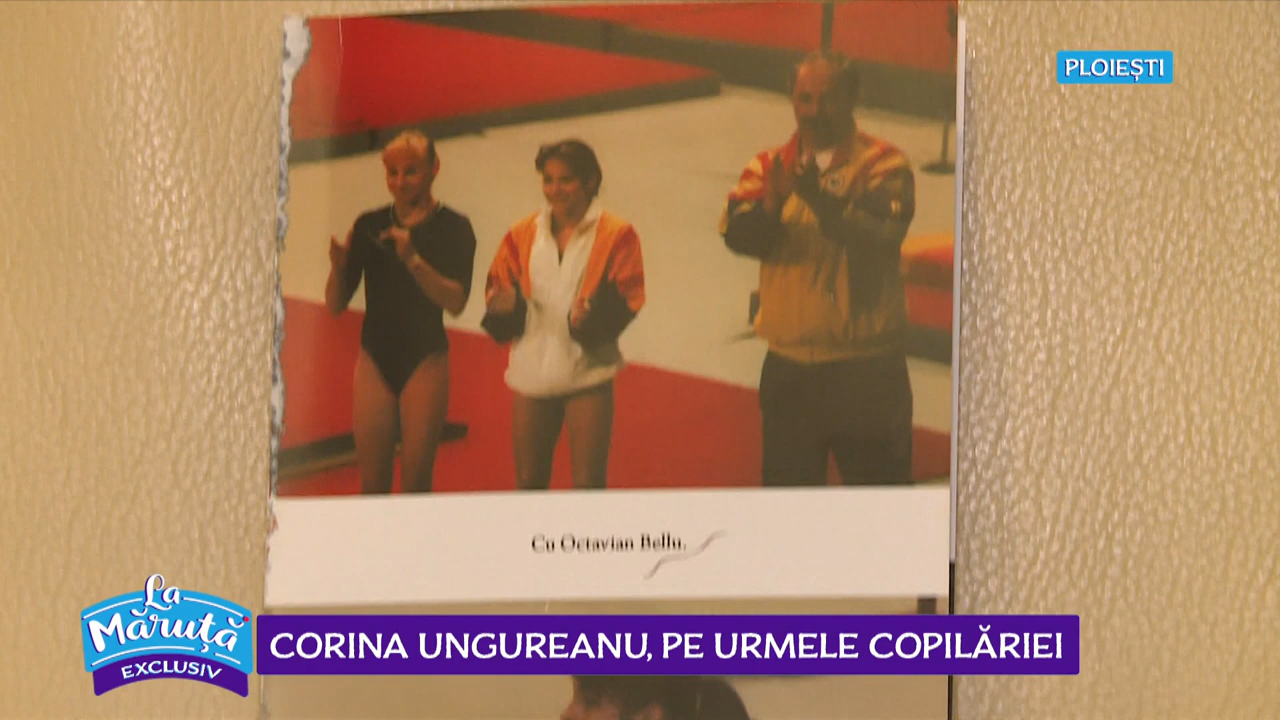 PLOIEȘTI
Cu Octavian Bellu.
La
Măruță
EXCLUSIV
CORINA UNGUREANU, PE URMELE COPILĂRIEI